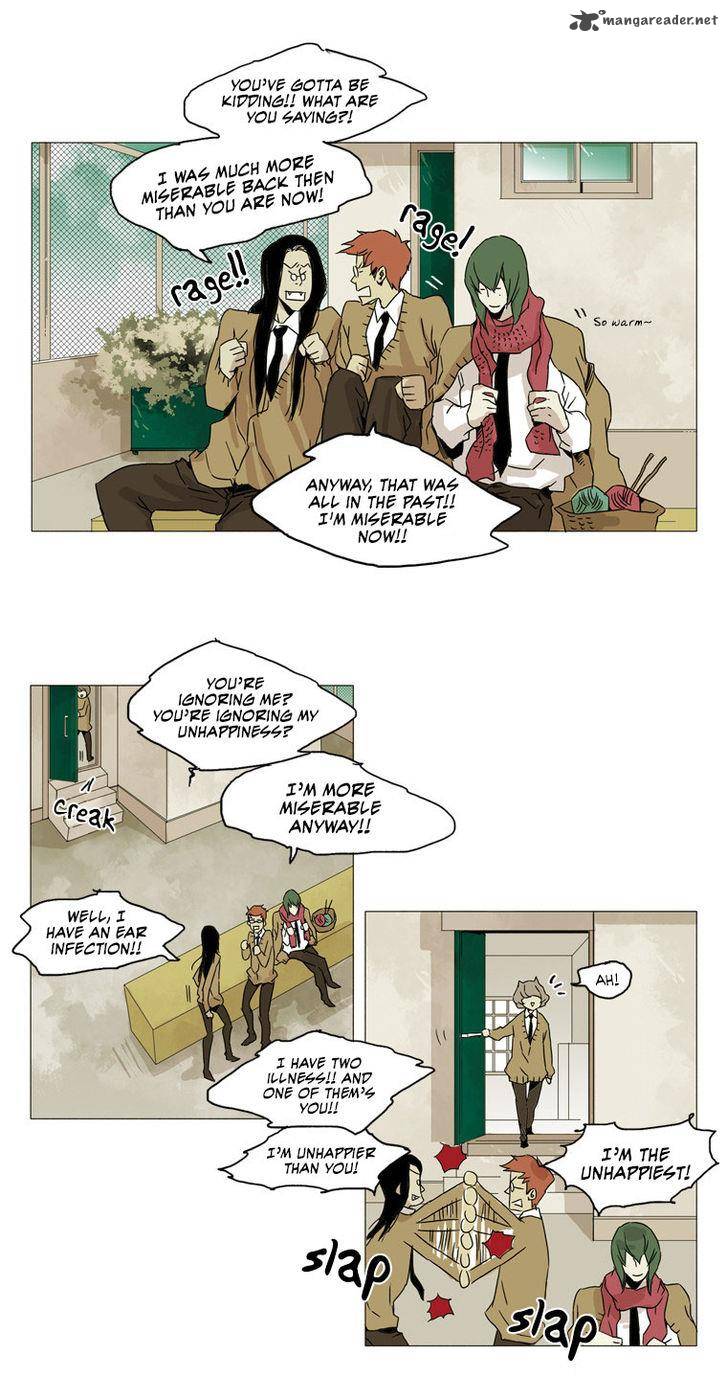 mangareader.net
YOU'VE GOTTA BE
KIDDING!! WHAT ARE
YOU SAYING?!
I WAS MUCH MORE
MISERABLE BACK THEN
THAN YOU ARE NOW!
rage!!
rage!
So warm~
ANYWAY, THAT WAS
ALL IN THE PAST!!
I'M MISERABLE
NOW!!
YOU'RE
IGNORING ME?
YOU'RE IGNORING MY
UNHAPPINESS?
I'M MORE
MISERABLE
ANYWAY!!
creak
WELL, I
HAVE AN EAR
INFECTION!!
I HAVE TWO
ILLNESS!! AND
ONE OF THEM'S
YOU!!
AH!
I'M UNHAPPIER
THAN YOU!
I'M THE
UNHAPPIEST!
slap
slap